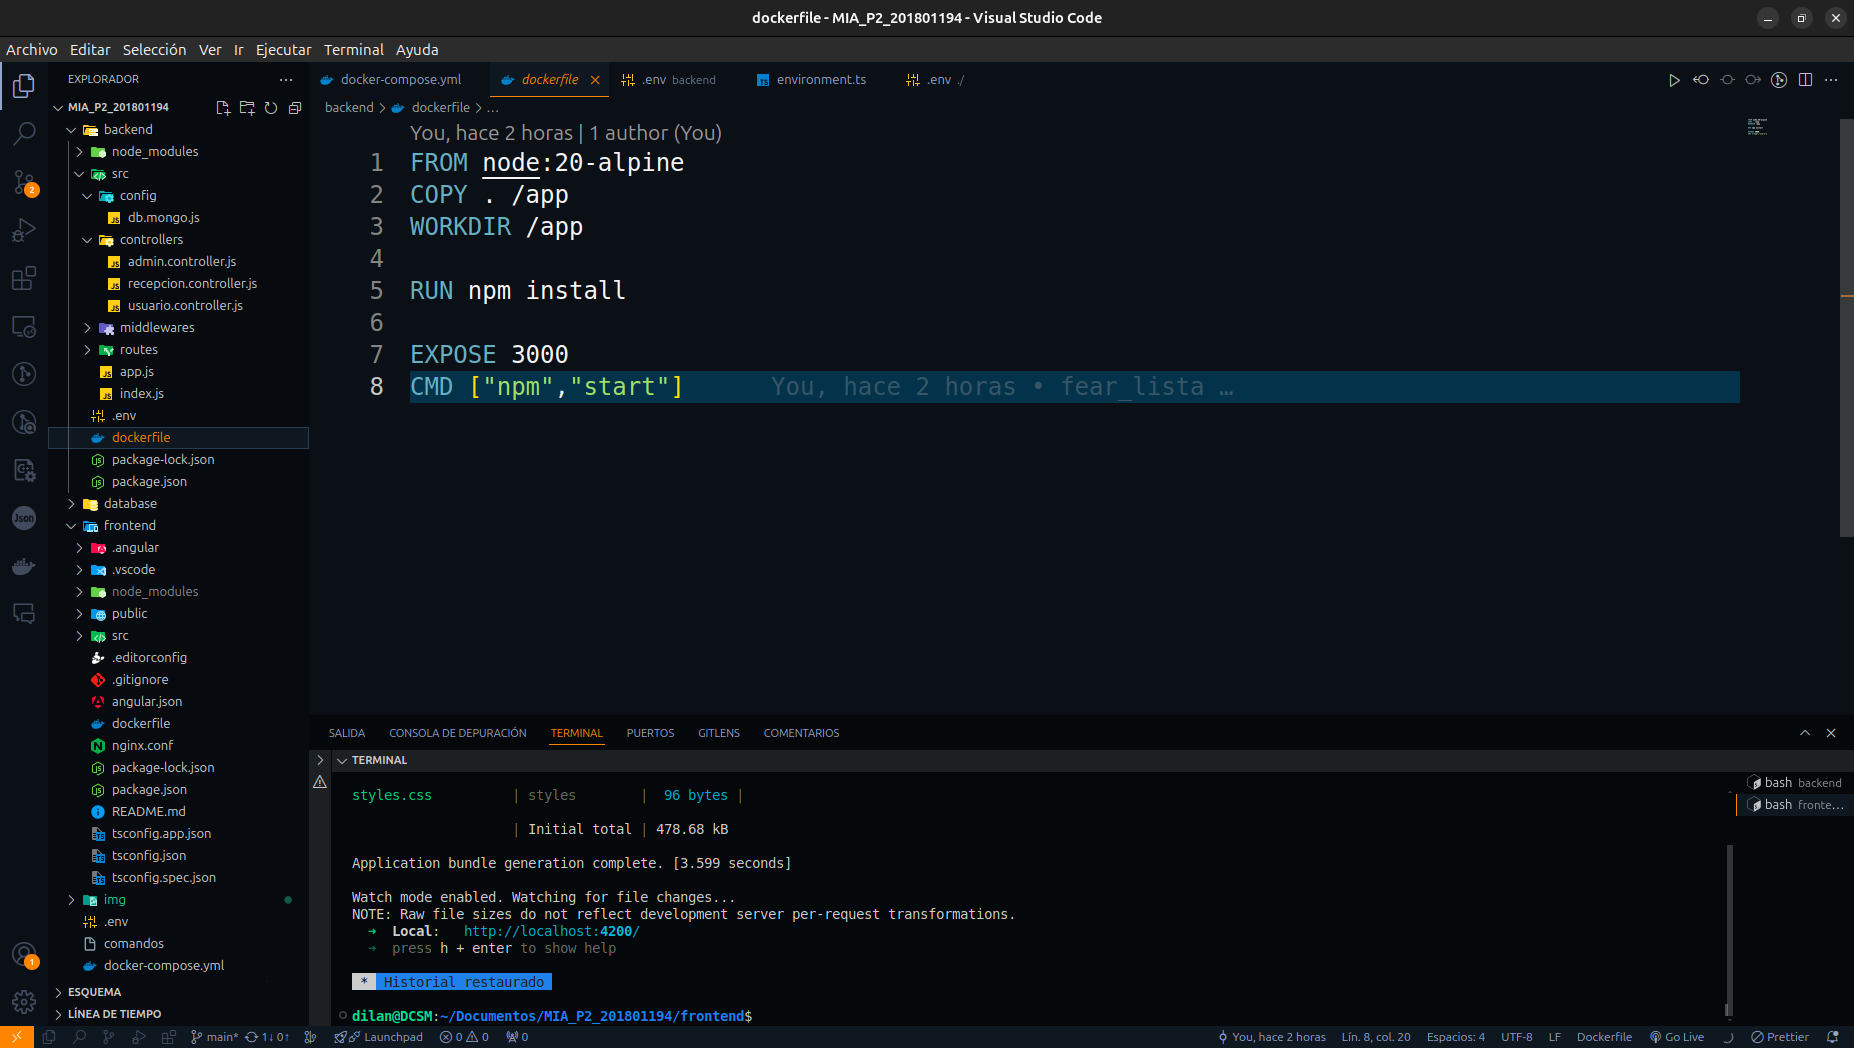 dockerfile - MIA_P2_201801194 - Visual Studio Code
Archivo Editar Selección Ver Ir Ejecutar Terminal Ayuda
EXPLORADOR
MIA_P2_201801194
backend
node_modules
src
config
db.mongo.js
controllers
admin.controller.js
recepcion.controller.js
usuario.controller.js
middlewares
routes
app.js
index.js
.env
dockerfile
package-lock.json
package.json
database
frontend
.angular
.vscode
node_modules
public
src
.editorconfig
.gitignore
angular.json
dockerfile
nginx.conf
package-lock.json
package.json
README.md
tsconfig.app.json
tsconfig.json
tsconfig.spec.json
img
.env
comandos
docker-compose.yml
ESQUEMA
LÍNEA DE TIEMPO
2
Json
1
docker-compose.yml dockerfile .env backend environment.ts .env ./
backend > dockerfile > ...
You, hace 2 horas | 1 author (You)
1 FROM node:20-alpine
2 COPY . /app
3 WORKDIR /app
4
5 RUN npm install
6
7 EXPOSE 3000
8 CMD ["npm","start"] You, hace 2 horas • fear_lista …
SALIDA CONSOLA DE DEPURACIÓN TERMINAL PUERTOS GITLENS COMENTARIOS
TERMINAL
styles.css | styles | 96 bytes |
| Initial total | 478.68 kB
Application bundle generation complete. [3.599 seconds]
Watch mode enabled. Watching for file changes...
NOTE: Raw file sizes do not reflect development server per-request transformations.
➜ Local: http://localhost:4200/
➜ press h + enter to show help
* Historial restaurado
dilan@DCSM:~/Documentos/MIA_P2_201801194/frontend$
bash backend
bash fronte...
main* 1↓ 0↑ Launchpad 0 0 0 You, hace 2 horas Lín. 8, col. 20 Espacios: 4 UTF-8 LF Dockerfile Go Live Prettier